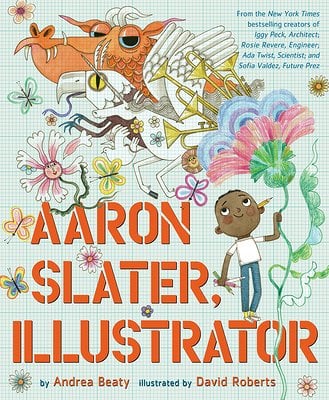 From the New York Times
bestselling creators of
Iggy Peck, Architect;
Rosie Revere, Engineer;
Ada Twist, Scientist; and
Sofia Valdez, Future Prez
AARON
SLATER,
ILLUSTRATOR
by Andrea Beaty illustrated by David Roberts